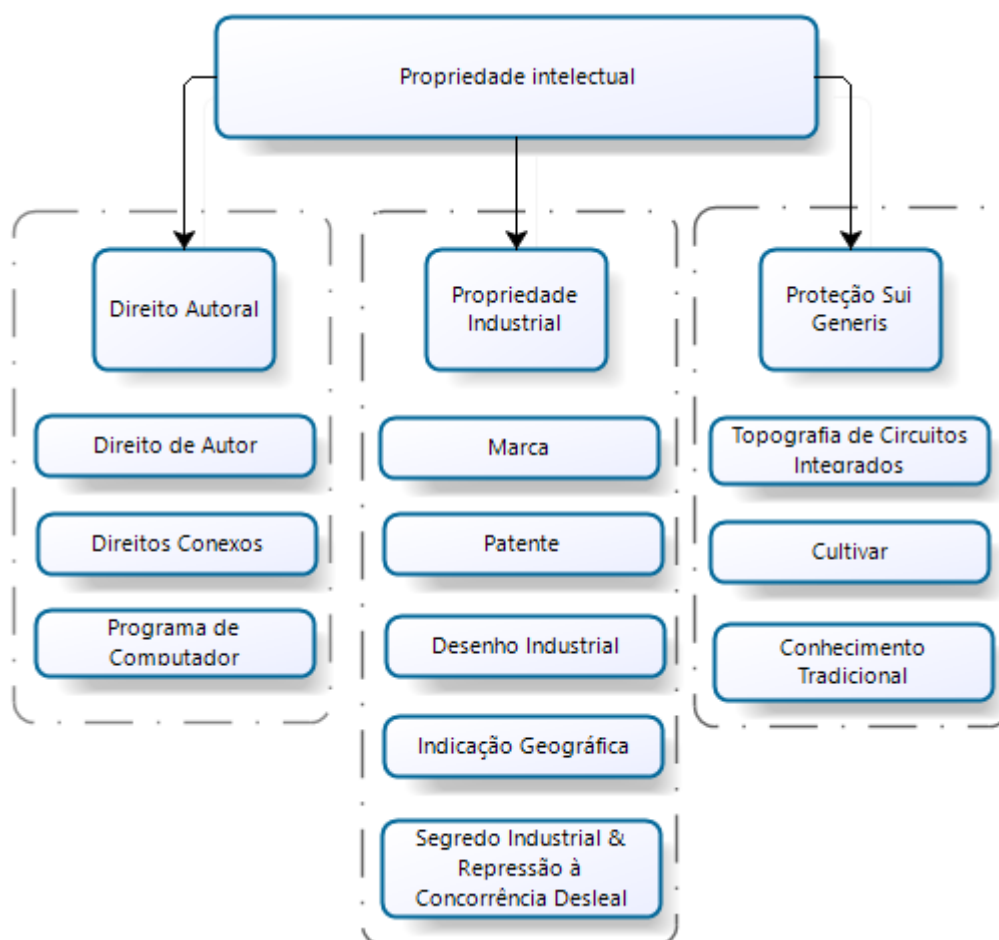 Propriedade intelectual
Direito Autoral
Direito de Autor
Direitos Conexos
Programa de
Computador
Propriedade
Industrial
Marca
Patente
Desenho Industrial
Indicação Geográfica
Segredo Industrial &
Repressão à
Concorrência Desleal
Proteção Sui
Generis
Topografia de Circuitos
Integrados
Cultivar
Conhecimento
Tradicional